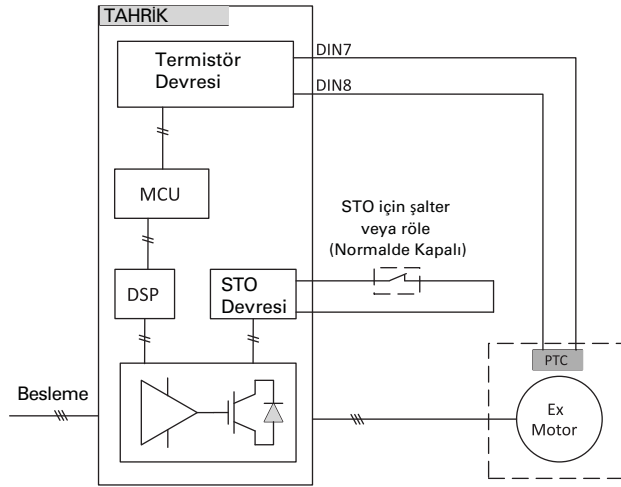 TAHRİK
Termistör
Devresi
DIN7
DIN8
MCU
STO için şalter
veya röle
(Normalde Kapalı)
DSP
STO
Devresi
PTC
Besleme
Ex
Motor